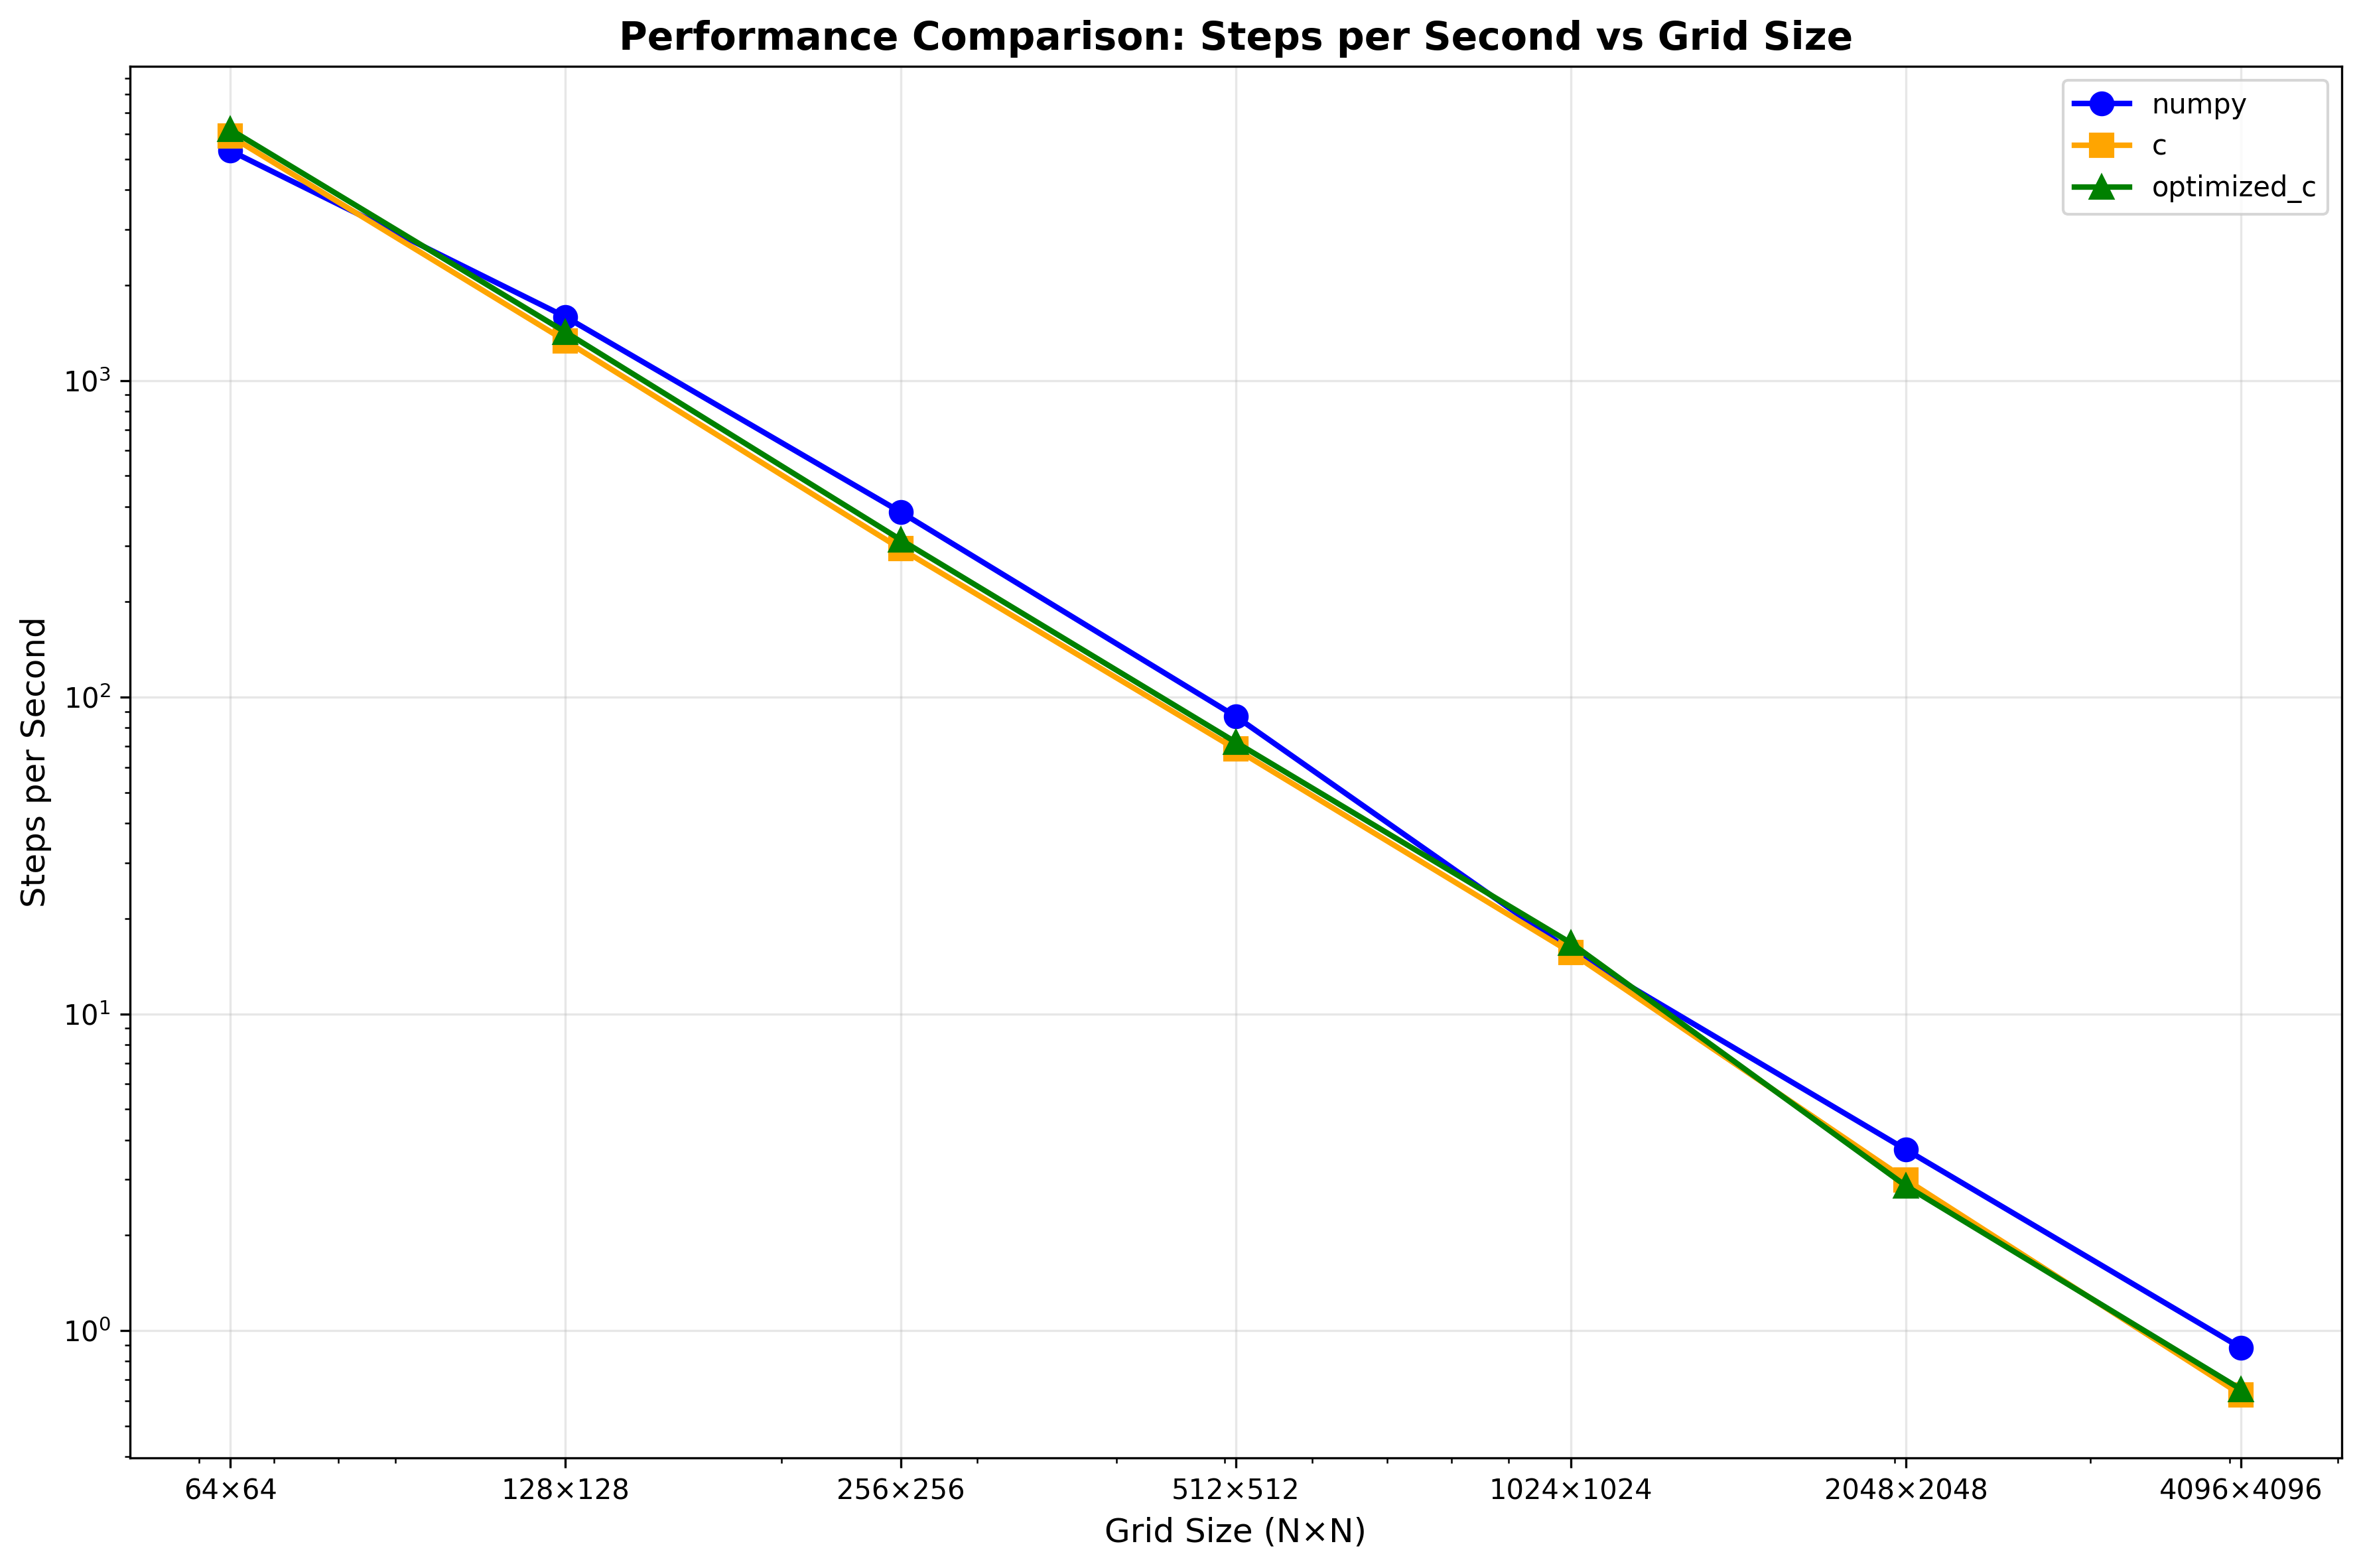 Performance Comparison: Steps per Second vs Grid Size
numpy
c
optimized_c
Steps per Second
10³
10²
10¹
10⁰
64×64
128×128
256×256
512×512
1024×1024
2048×2048
4096×4096
Grid Size (N×N)